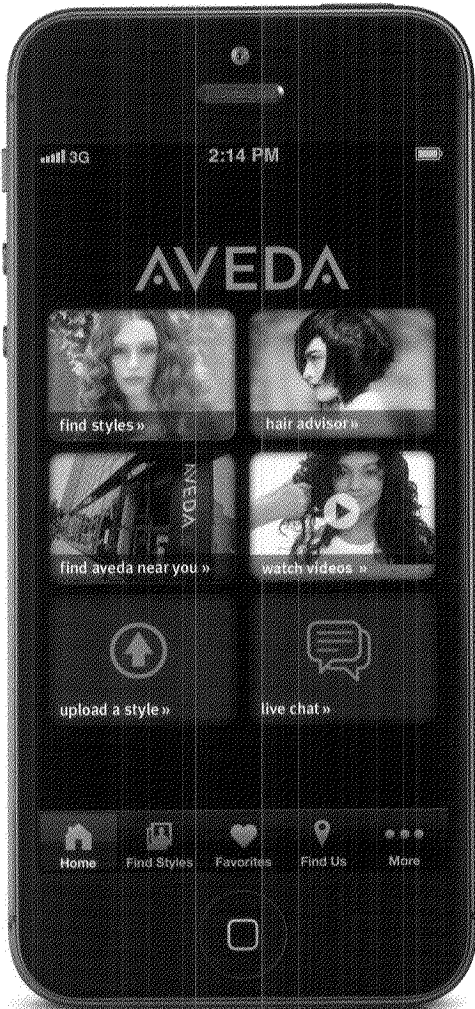 3G 2:14 PM
AVEDA
find styles »
hair advisor »
AVEDA
find aveda near you »
watch videos »
upload a style »
live chat »
Home Find Styles Favorites Find Us More